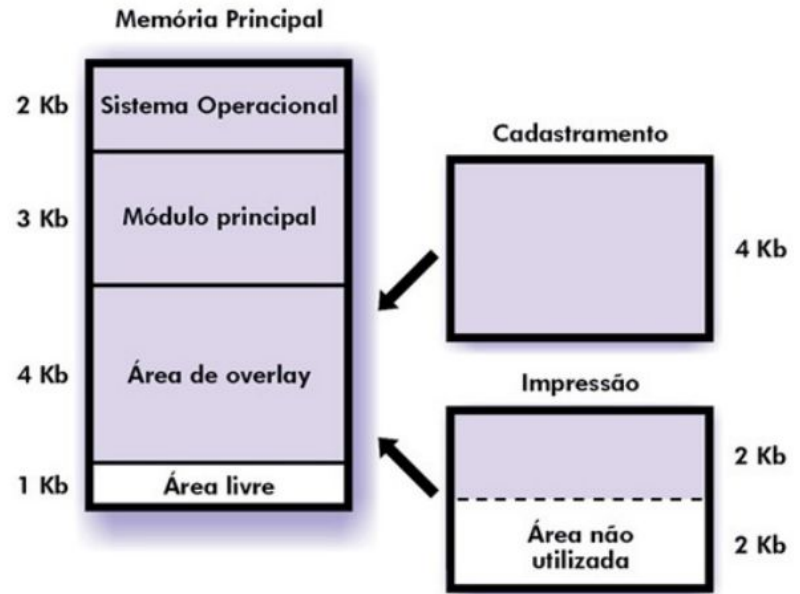 Memória Principal
2 Kb
Sistema Operacional
3 Kb
Módulo principal
4 Kb
Área de overlay
1 Kb
Área livre
Cadastramento
4 Kb
Impressão
2 Kb
Área não
utilizada
2 Kb